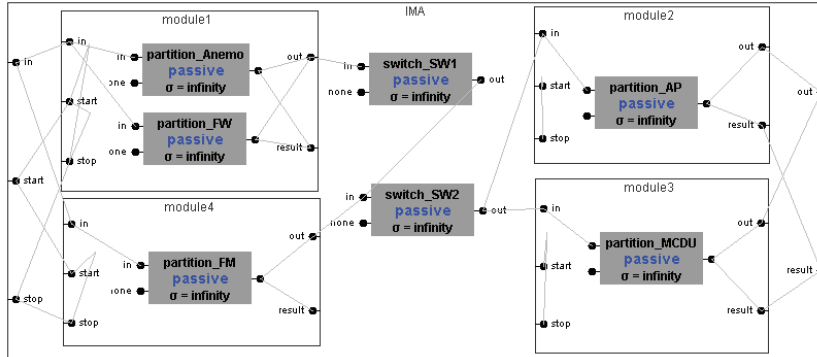 IMA
module1
in
start
stop
in
none
partition_Anemo
passive
σ = infinity
in
one
partition_FW
passive
σ = infinity
out
result
in
none
switch_SW1
passive
σ = infinity
out
module2
in
start
stop
partition_AP
passive
σ = infinity
out
result
in
start
stop
module4
in
start
stop
in
none
partition_FM
passive
σ = infinity
out
result
in
none
switch_SW2
passive
σ = infinity
out
module3
in
start
stop
partition_MCDU
passive
σ = infinity
out
result
out
result